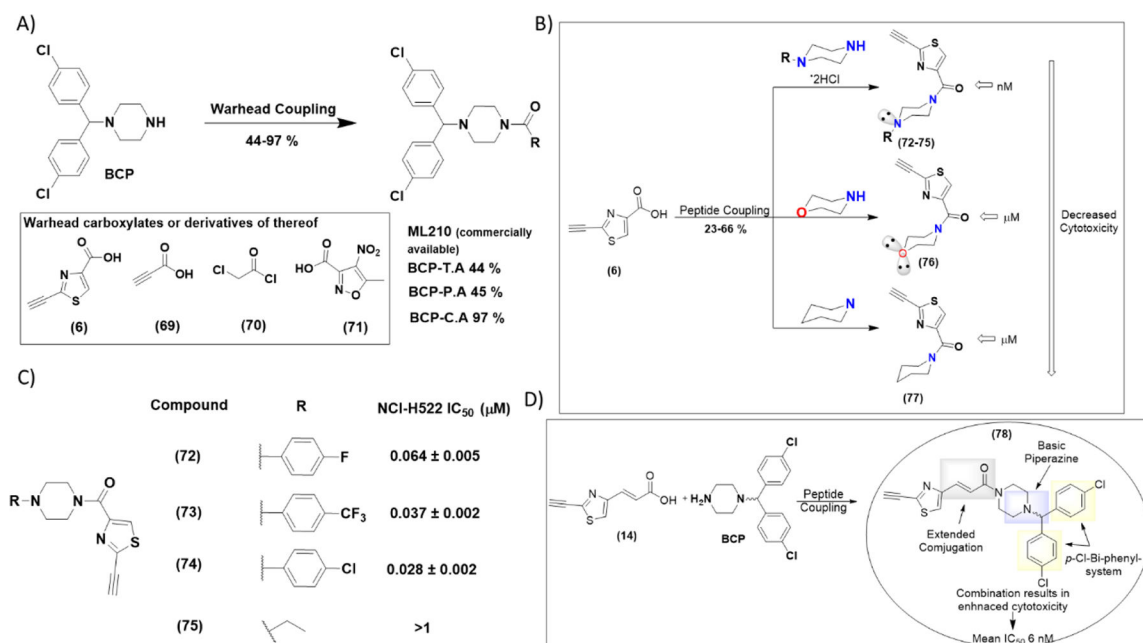 A)
Cl
N
NH
BCP
Cl
Warhead Coupling
44-97 %
Cl
N
N
O
R
Cl
Warhead carboxylates or derivatives of thereof
O
OH
N
S
(6)
O
OH
(69)
Cl
O
Cl
(70)
O
HO
NO2
N
O
(71)
ML210 (commercially available)
BCP-T.A 44 %
BCP-P.A 45 %
BCP-C.A 97 %
B)
S
N
O
OH
(6)
Peptide Coupling
23-66 %
R
N
NH
*2HCl
S
N
N
O
N
R
(72-75)
nM
O
NH
S
N
N
O
O
(76)
µM
N
S
N
N
O
(77)
µM
Decreased
Cytotoxicity
C)
Compound
R
NCI-H522 IC50 (µM)
R
N
N
O
N
S
(72)
F
0.064 ± 0.005
(73)
CF3
0.037 ± 0.002
(74)
Cl
0.028 ± 0.002
(75)
>1
D)
N
S
O
OH
(14)
+
H2N
N
Cl
Cl
BCP
Peptide
Coupling
(78)
Basic
Piperazine
N
S
O
N
N
Cl
Cl
Extended
Comjugation
p-Cl-Bi-phenyl-
system
Combination results in
enhnaced cytotoxicity
Mean IC50 6 nM